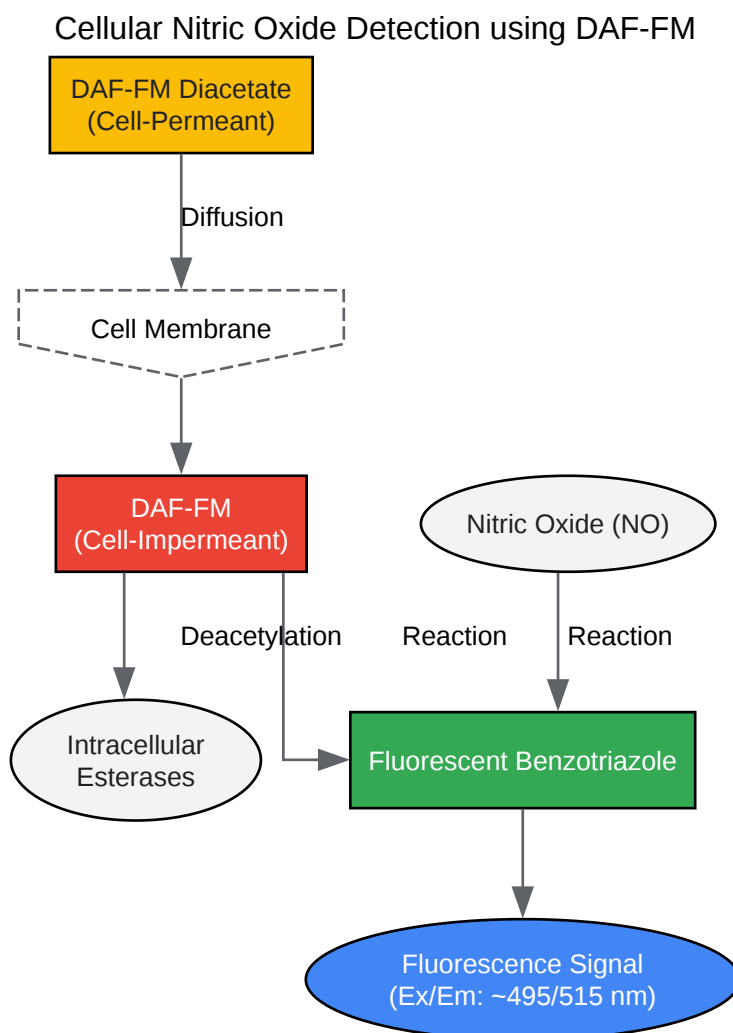 Cellular Nitric Oxide Detection using DAF-FM
DAF-FM Diacetate
(Cell-Permeant)
Diffusion
Cell Membrane
DAF-FM
(Cell-Impermeant)
Nitric Oxide (NO)
Deacetylation
Reaction
Reaction
Intracellular
Esterases
Fluorescent Benzotriazole
Fluorescence Signal
(Ex/Em: ~495/515 nm)